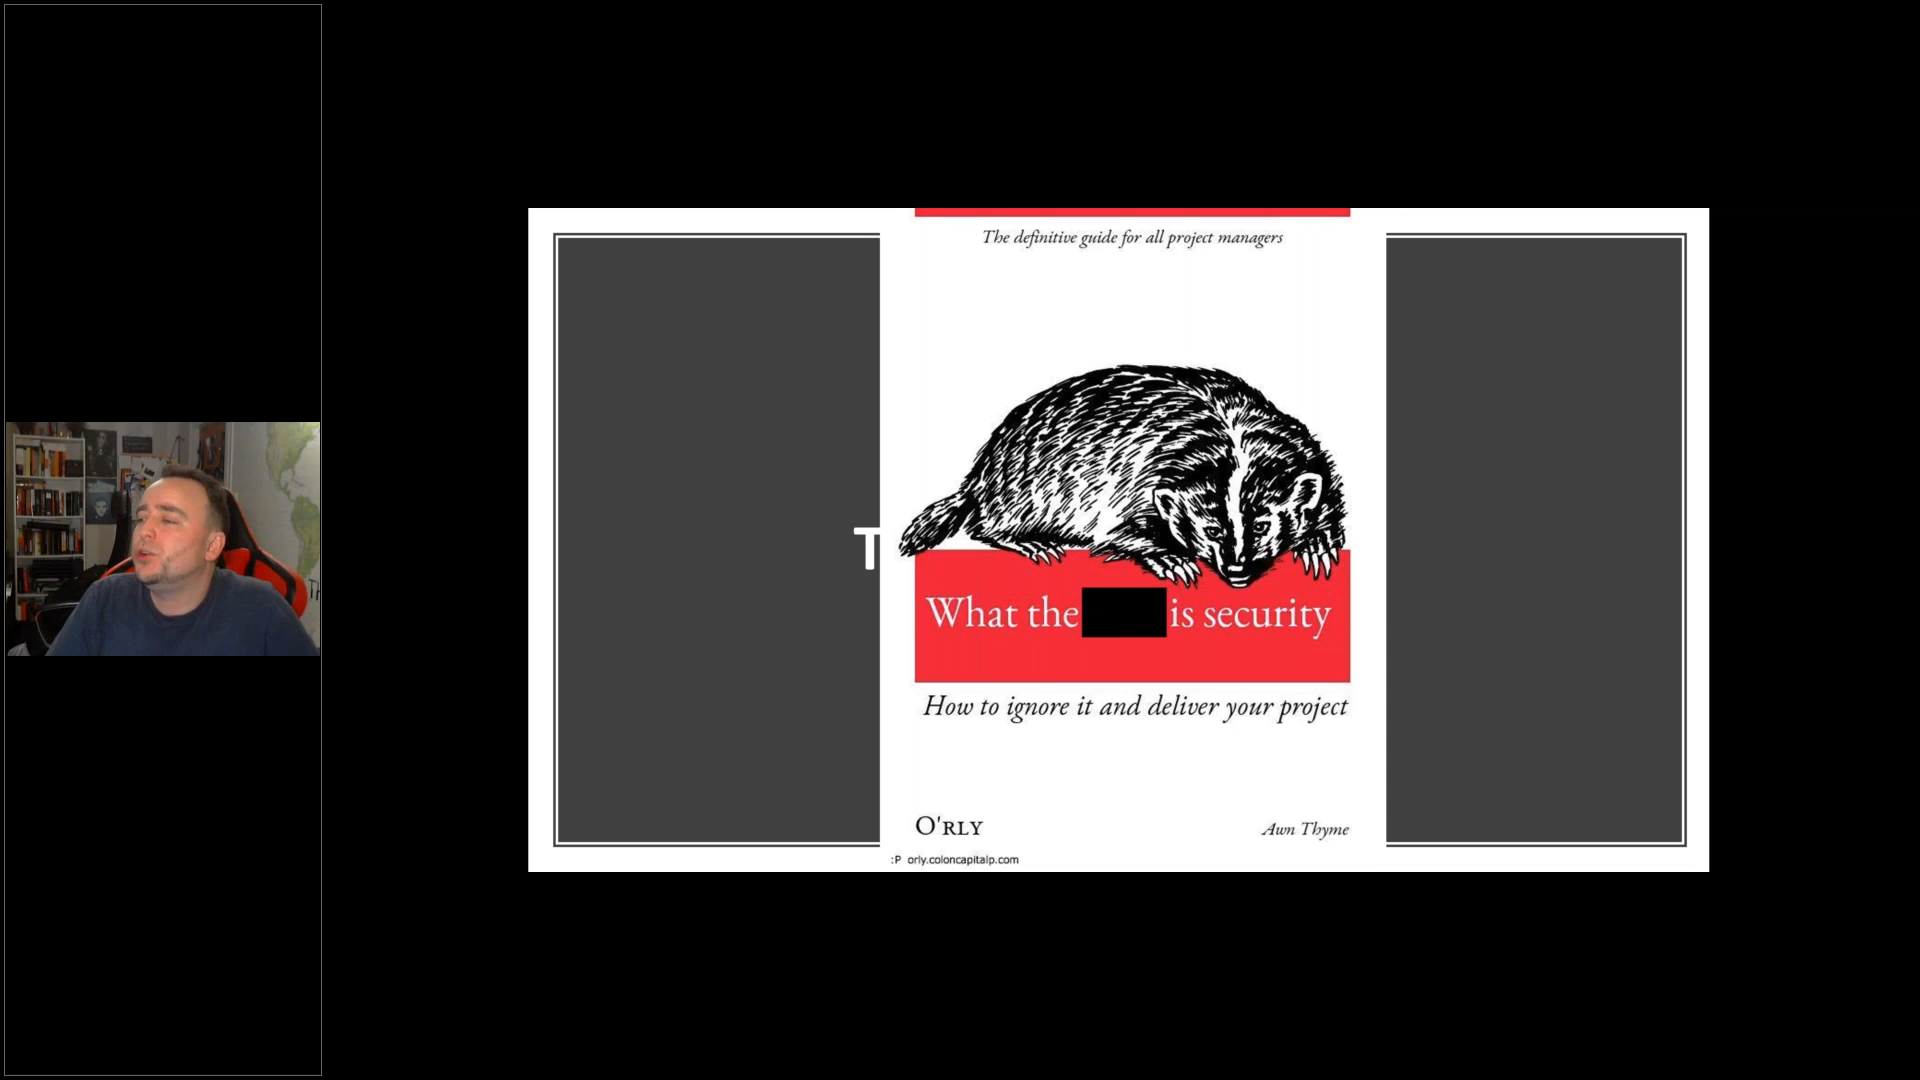 The definitive guide for all project managers
T
What the is security
How to ignore it and deliver your project
O'RLY
Awn Thyme
:P orly.coloncapitalp.com